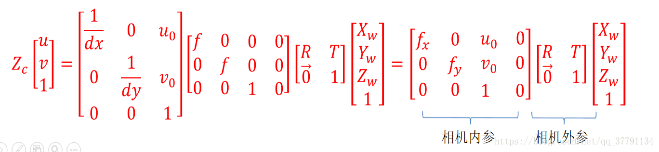 Z_c [u; v; 1] = [1/dx 0 u_0; 0 1/dy v_0; 0 0 1] [f 0 0 0; 0 f 0 0; 0 0 1 0] [R T; \vec{0} 1] [X_w; Y_w; Z_w; 1] = [f_x 0 u_0 0; 0 f_y v_0 0; 0 0 1 0] [R T; \vec{0} 1] [X_w; Y_w; Z_w; 1]
相机内参 相机外参